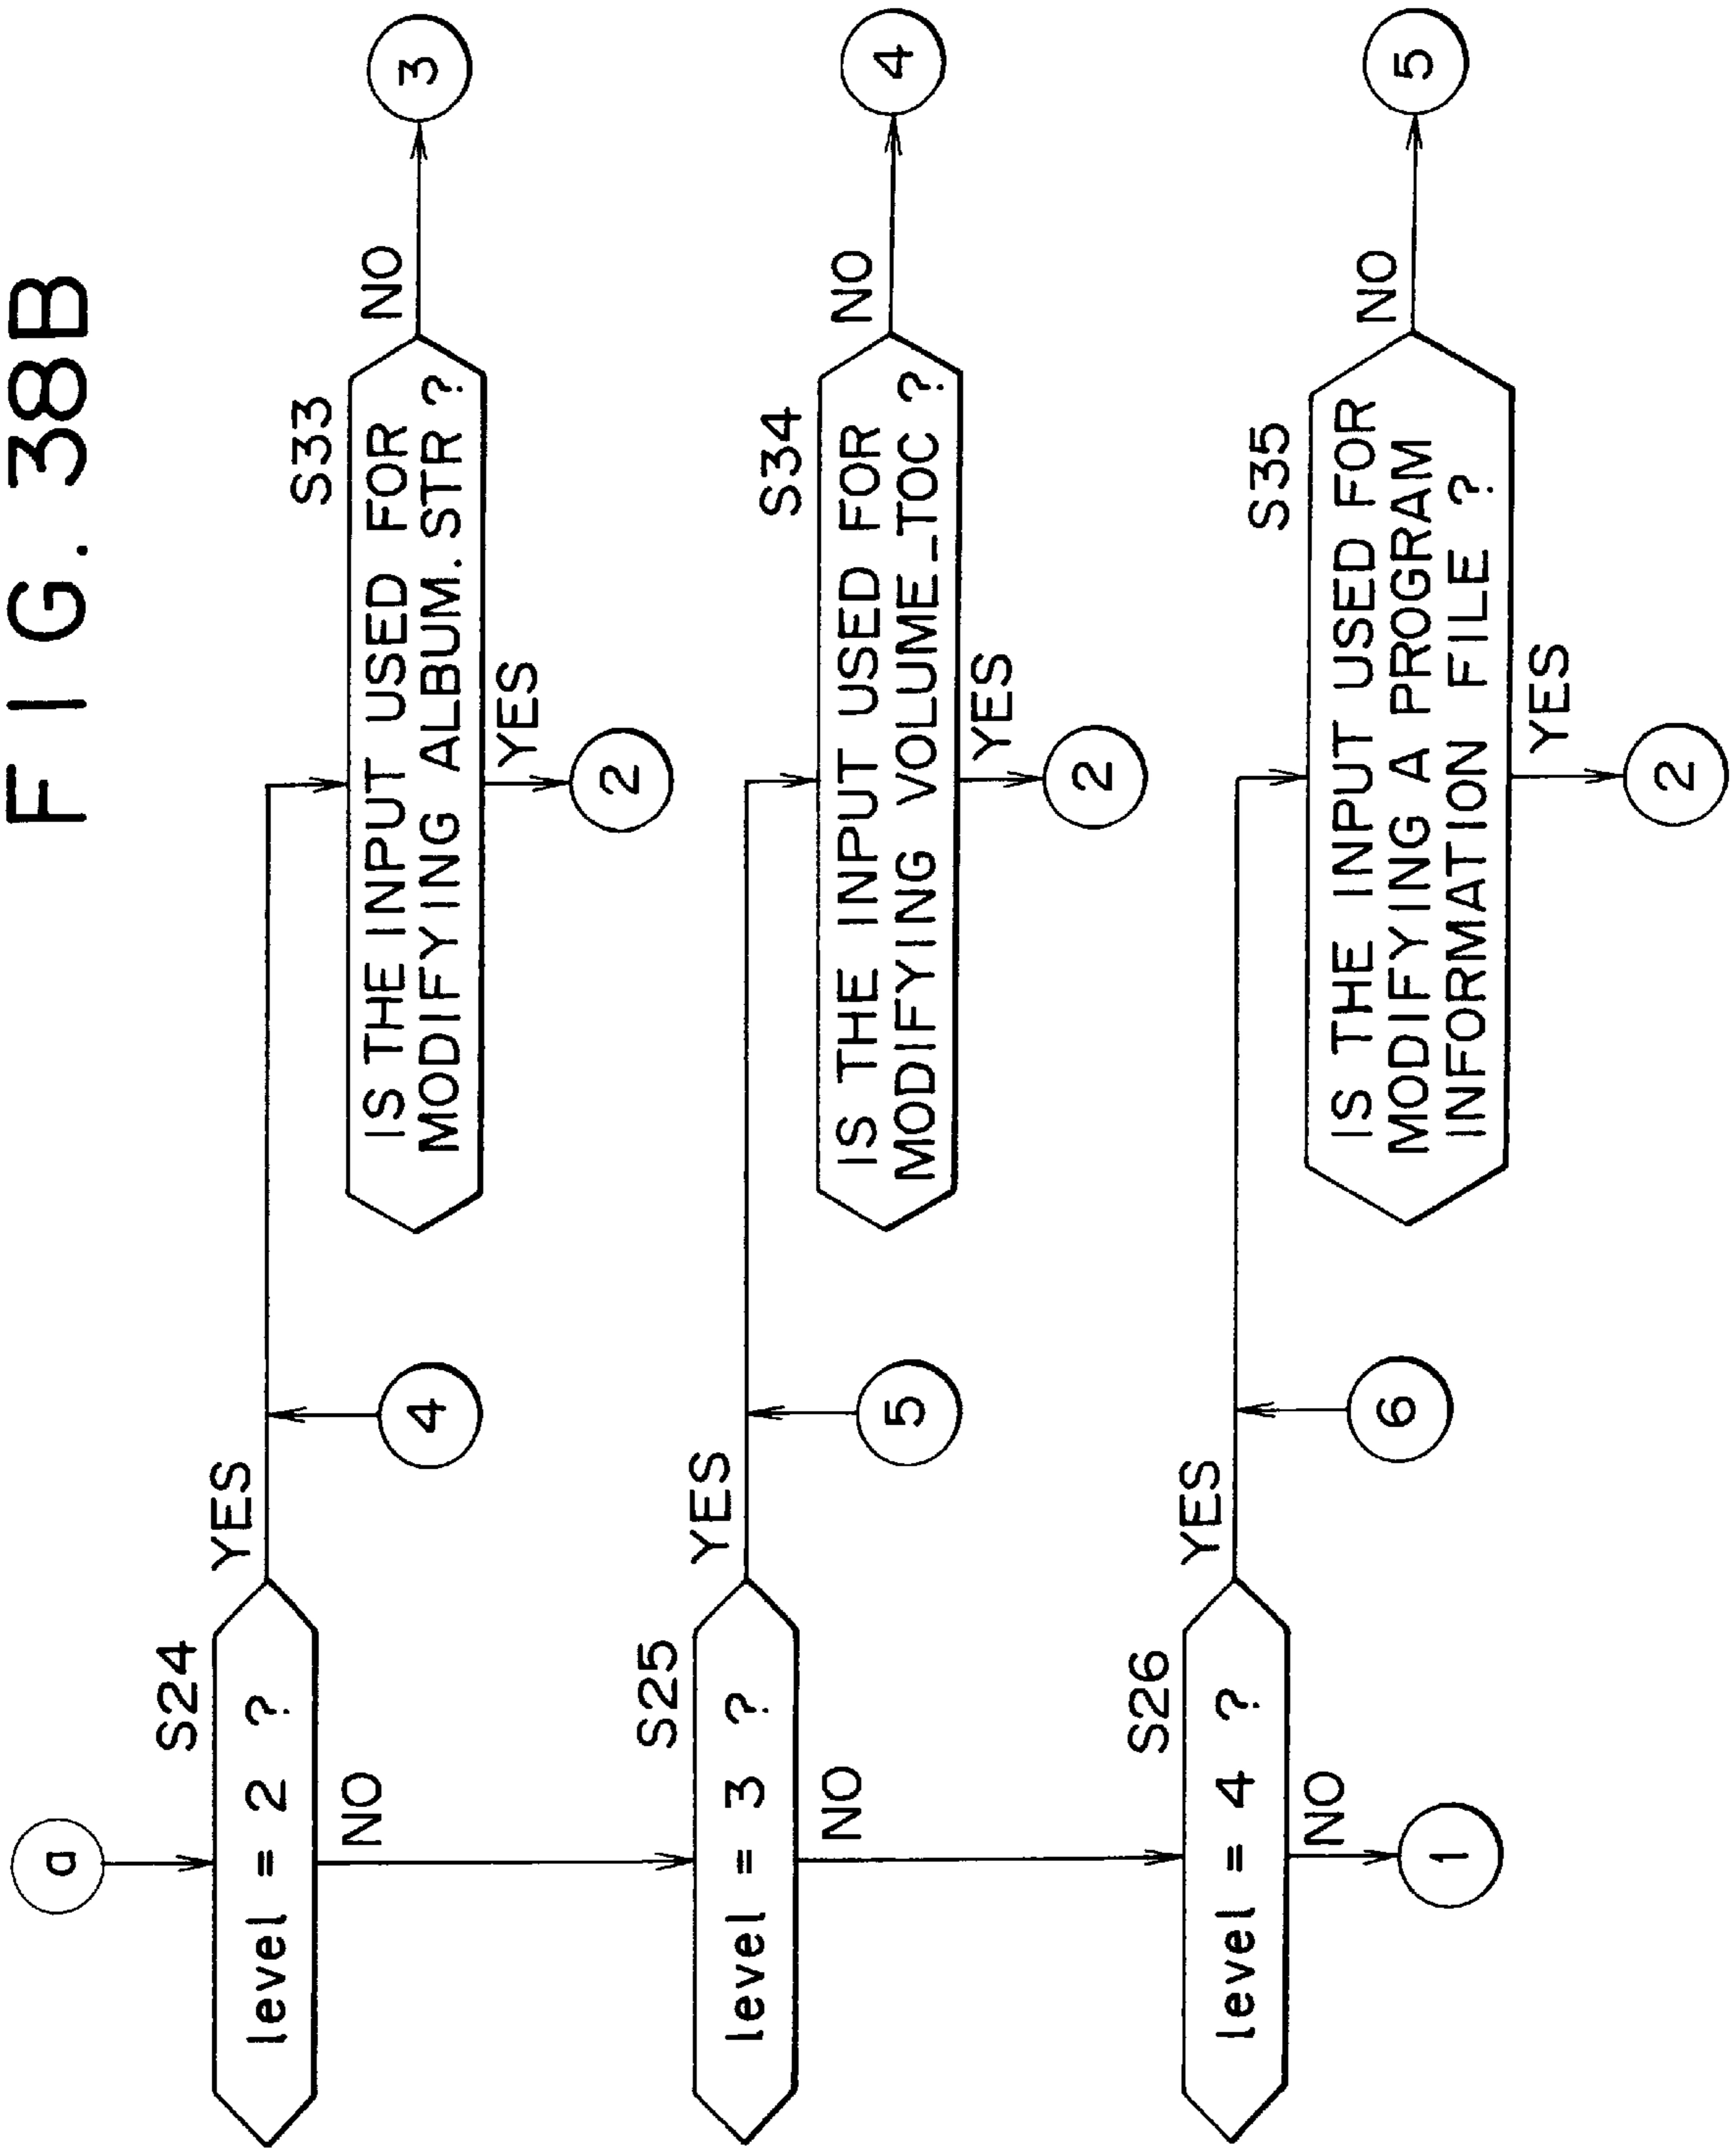 FIG. 38B
a
S24
level = 2 ?
YES
NO
4
S33
IS THE INPUT USED FOR
MODIFYING ALBUM.STR ?
NO
3
YES
2
S25
level = 3 ?
YES
NO
5
S34
IS THE INPUT USED FOR
MODIFYING VOLUME_TOC ?
NO
4
YES
2
S26
level = 4 ?
YES
NO
1
6
S35
IS THE INPUT USED FOR
MODIFYING A PROGRAM
INFORMATION FILE ?
NO
5
YES
2